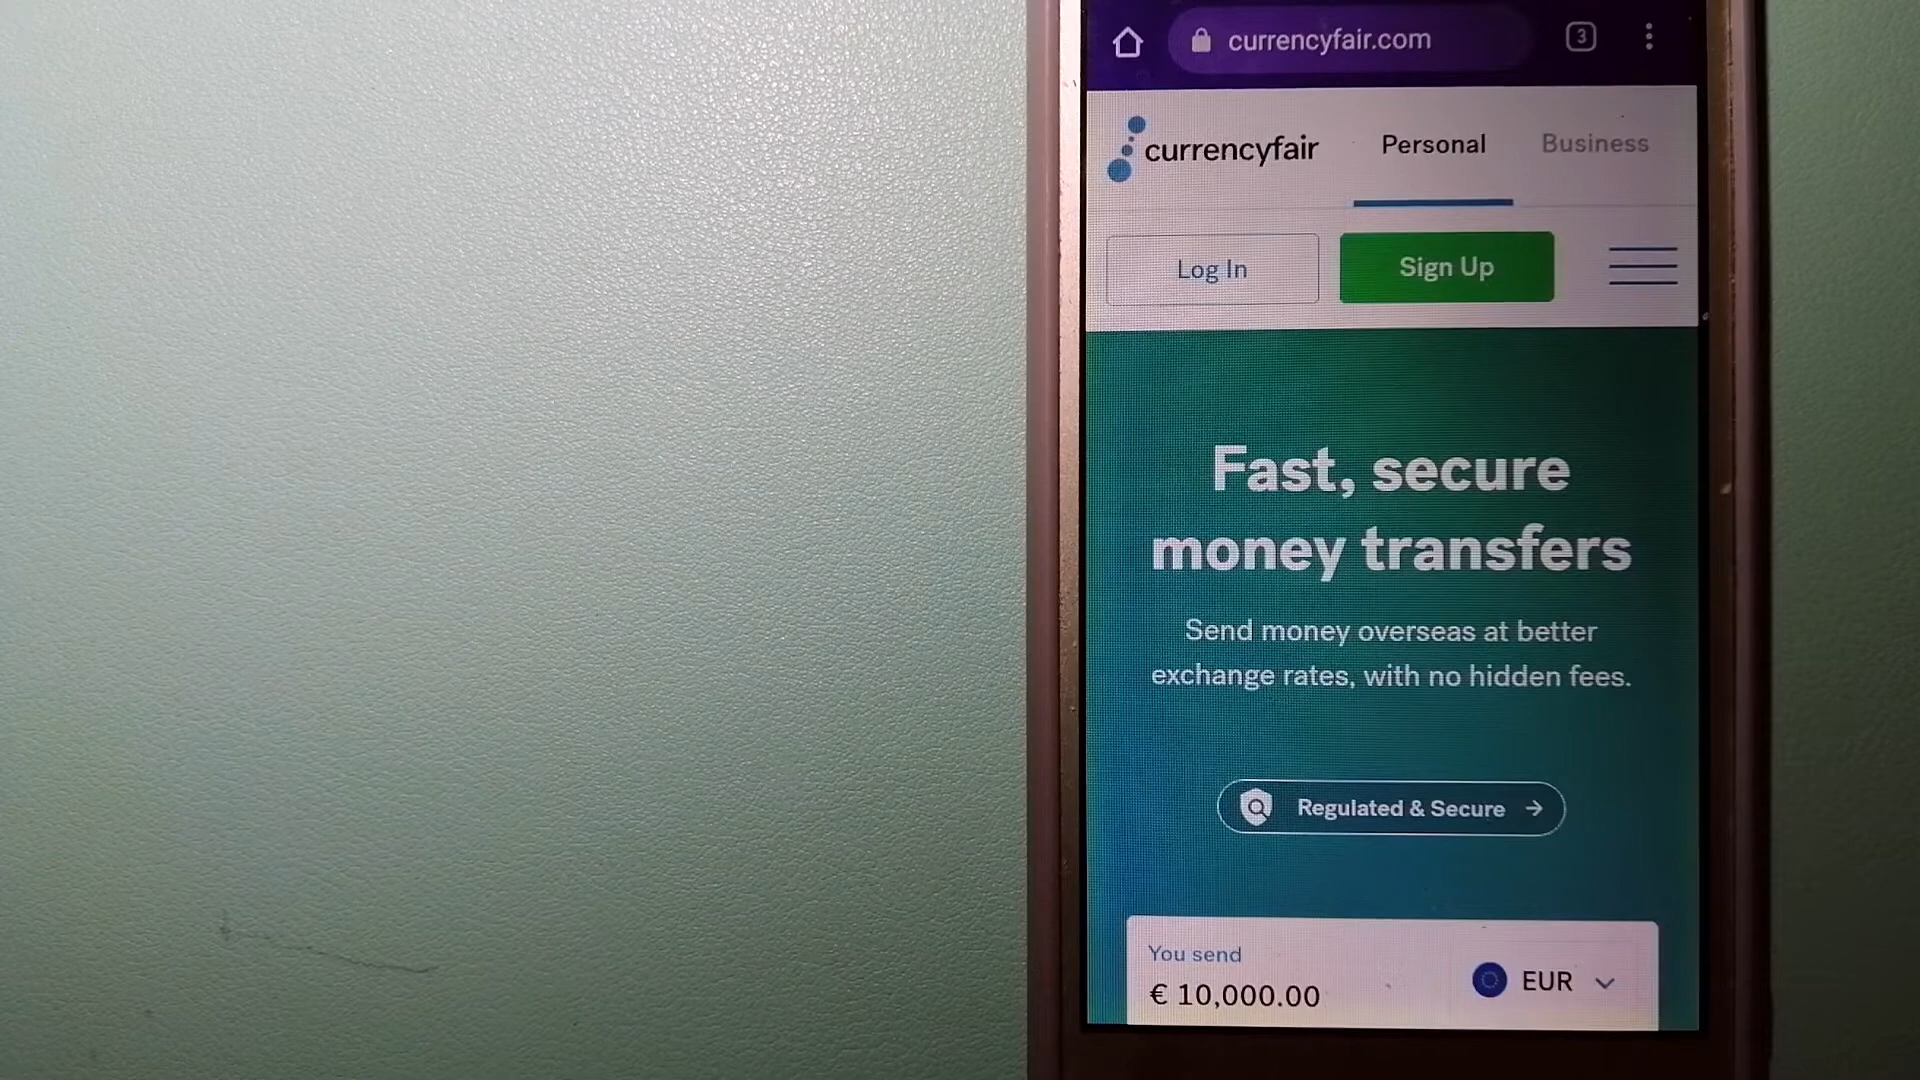 currencyfair.com
3
currencyfair
Personal
Business
Log In
Sign Up
Fast, secure
money transfers
Send money overseas at better
exchange rates, with no hidden fees.
Regulated & Secure →
You send
€ 10,000.00
EUR